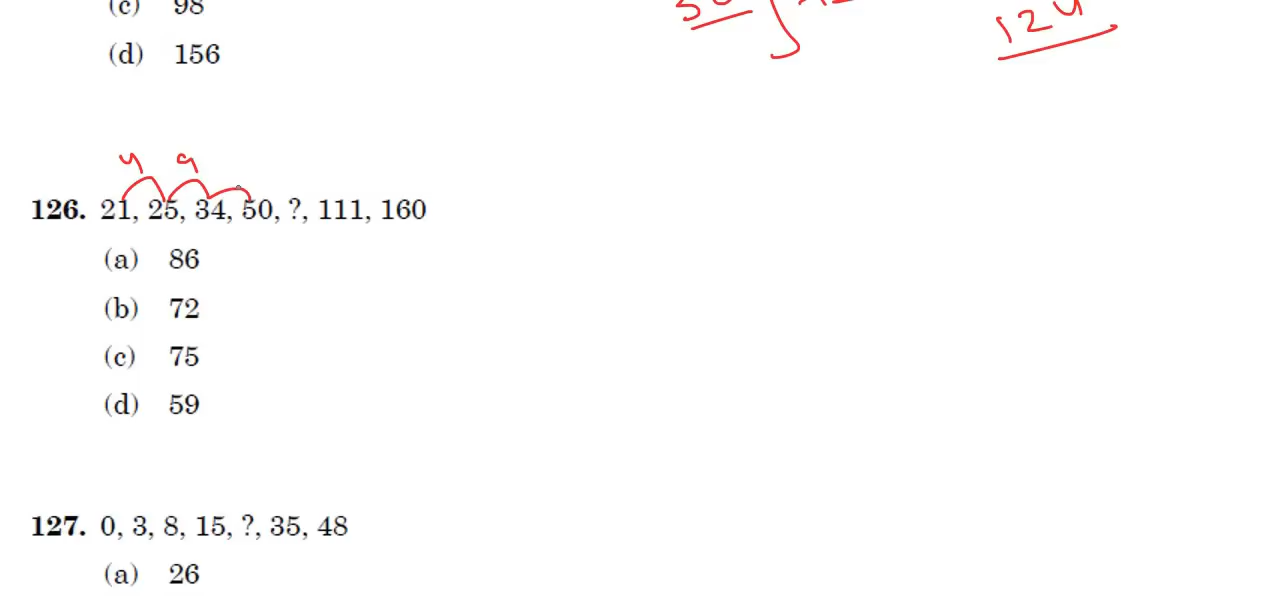 (c) 98
(d) 156
124
4 9
126. 21, 25, 34, 50, ?, 111, 160
(a) 86
(b) 72
(c) 75
(d) 59
127. 0, 3, 8, 15, ?, 35, 48
(a) 26